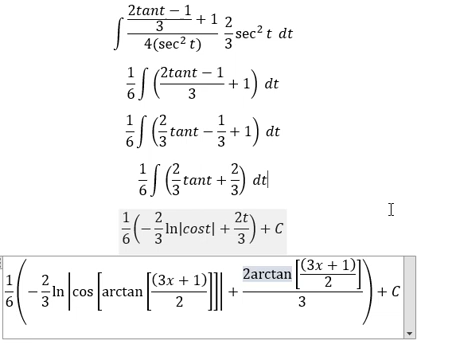 ∫ ((2tant − 1)/3 + 1)/(4(sec² t)) 2/3 sec² t dt
1/6 ∫ ((2tant − 1)/3 + 1) dt
1/6 ∫ (2/3 tant − 1/3 + 1) dt
1/6 ∫ (2/3 tant + 2/3) dt
1/6 (−2/3 ln|cost| + 2t/3) + C
1/6 (−2/3 ln |cos [arctan [(3x + 1)/2]]| + 2arctan [(3x + 1)/2]/3) + C